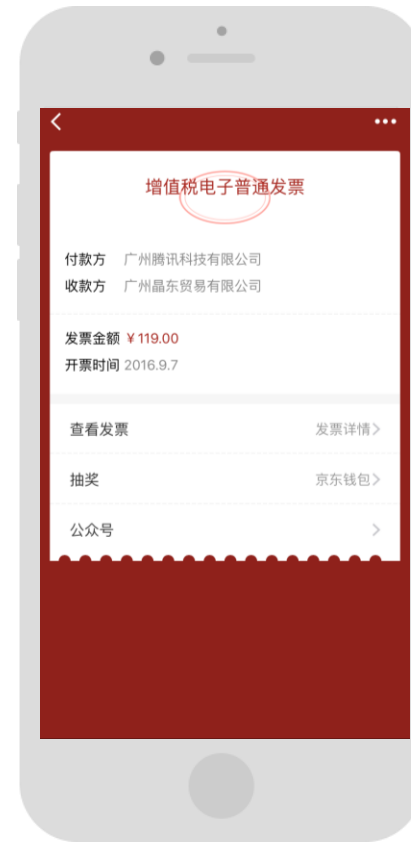 增值税电子普通发票
付款方 广州腾讯科技有限公司
收款方 广州晶东贸易有限公司
发票金额 ¥ 119.00
开票时间 2016.9.7
查看发票 发票详情>
抽奖 京东钱包>
公众号 >